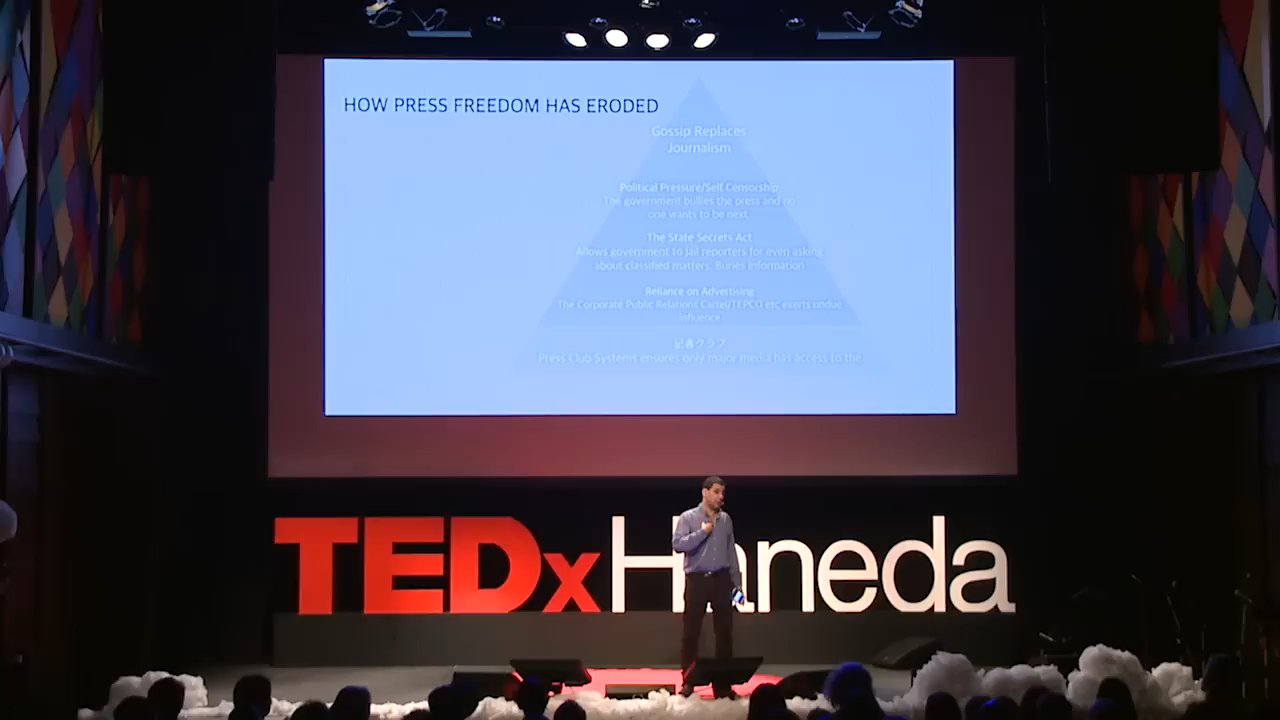 HOW PRESS FREEDOM HAS ERODED
Gossip Replaces
Journalism
Political Pressure/Self Censorship
The government bullies the press and no
one wants to be next.
The State Secrets Act
Allows government to jail reporters for even asking
about classified matters. Buries Information
Reliance on Advertising
The Corporate Public Relations Cartel/TEPCO etc exerts undue
influence
記者クラブ
Press Club Systems ensures only major media has access to the
TEDxHaneda